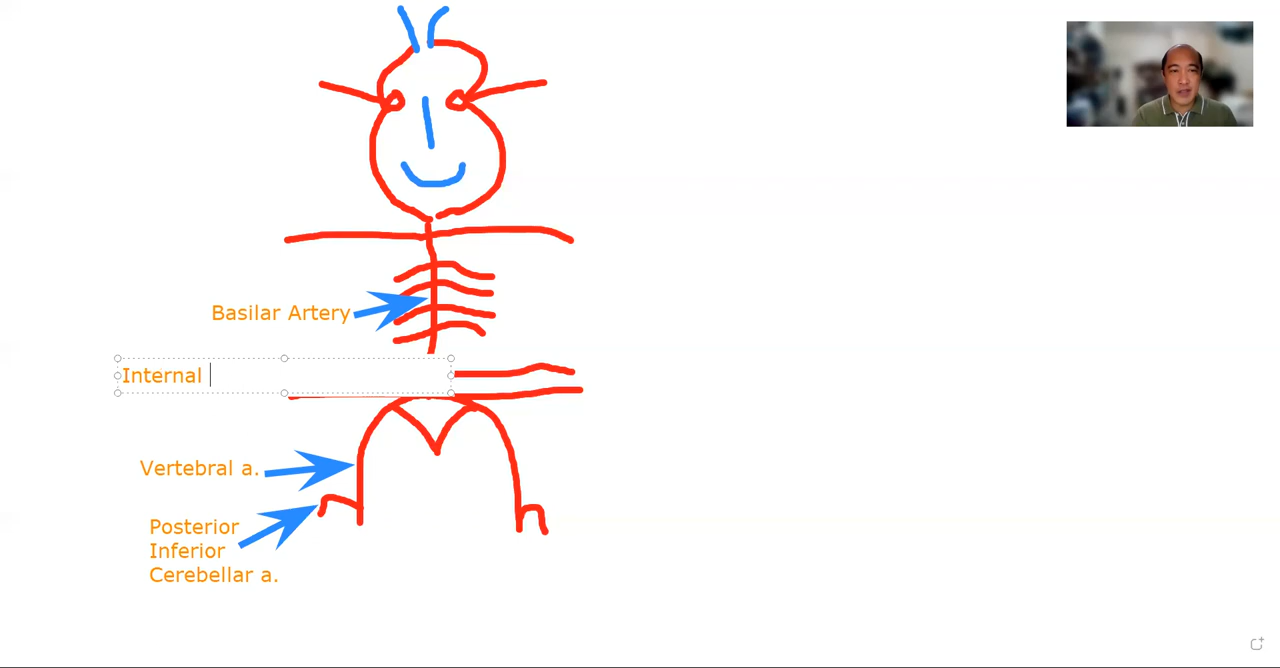 Basilar Artery
Internal
Vertebral a.
Posterior
Inferior
Cerebellar a.